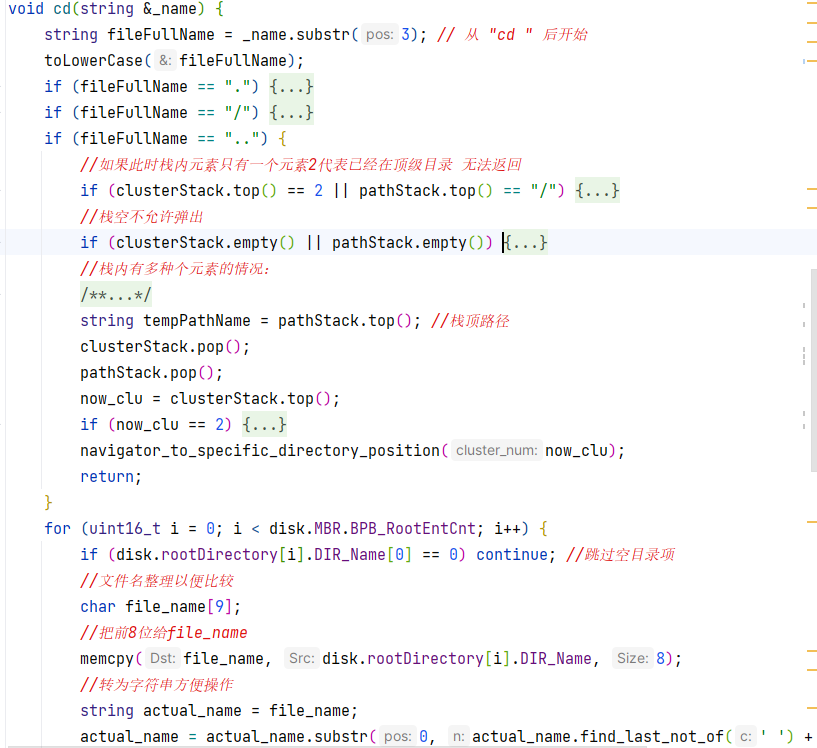 void cd(string &_name) {
    string fileFullName = _name.substr( pos: 3); // 从 "cd " 后开始
    toLowerCase( &: fileFullName);
    if (fileFullName == ".") {...}
    if (fileFullName == "/") {...}
    if (fileFullName == "..") {
        //如果此时栈内元素只有一个元素2代表已经在顶级目录 无法返回
        if (clusterStack.top() == 2 || pathStack.top() == "/") {...}
        //栈空不允许弹出
        if (clusterStack.empty() || pathStack.empty()) {...}
        //栈内有多种个元素的情况:
        /**...*/
        string tempPathName = pathStack.top(); //栈顶路径
        clusterStack.pop();
        pathStack.pop();
        now_clu = clusterStack.top();
        if (now_clu == 2) {...}
        navigator_to_specific_directory_position( cluster_num: now_clu);
        return;
    }
    for (uint16_t i = 0; i < disk.MBR.BPB_RootEntCnt; i++) {
        if (disk.rootDirectory[i].DIR_Name[0] == 0) continue; //跳过空目录项
        //文件名整理以便比较
        char file_name[9];
        //把前8位给file_name
        memcpy( Dst: file_name, Src: disk.rootDirectory[i].DIR_Name, Size: 8);
        //转为字符串方便操作
        string actual_name = file_name;
        actual_name = actual_name.substr( pos: 0, n: actual_name.find_last_not_of( c: ' ') +